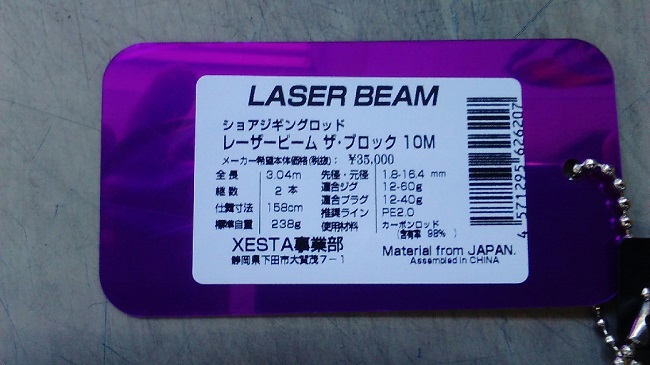 LASER BEAM
ショアジギングロッド
レーザービーム ザ・ブロック 10M
メーカー希望本体価格(税抜): ¥35,000
全長 3.04m 先径・元径 1.8-16.4 mm
継数 2 本 適合ジグ 12-60g
適合プラグ 12-40g
仕舞寸法 158cm 推奨ライン PE2.0
標準自重 238g 使用材料 カーボンロッド
(含有率 98% )
XESTA事業部
静岡県下田市大賀茂7-1
Material from JAPAN.
Assembled in CHINA
4 571295 626207